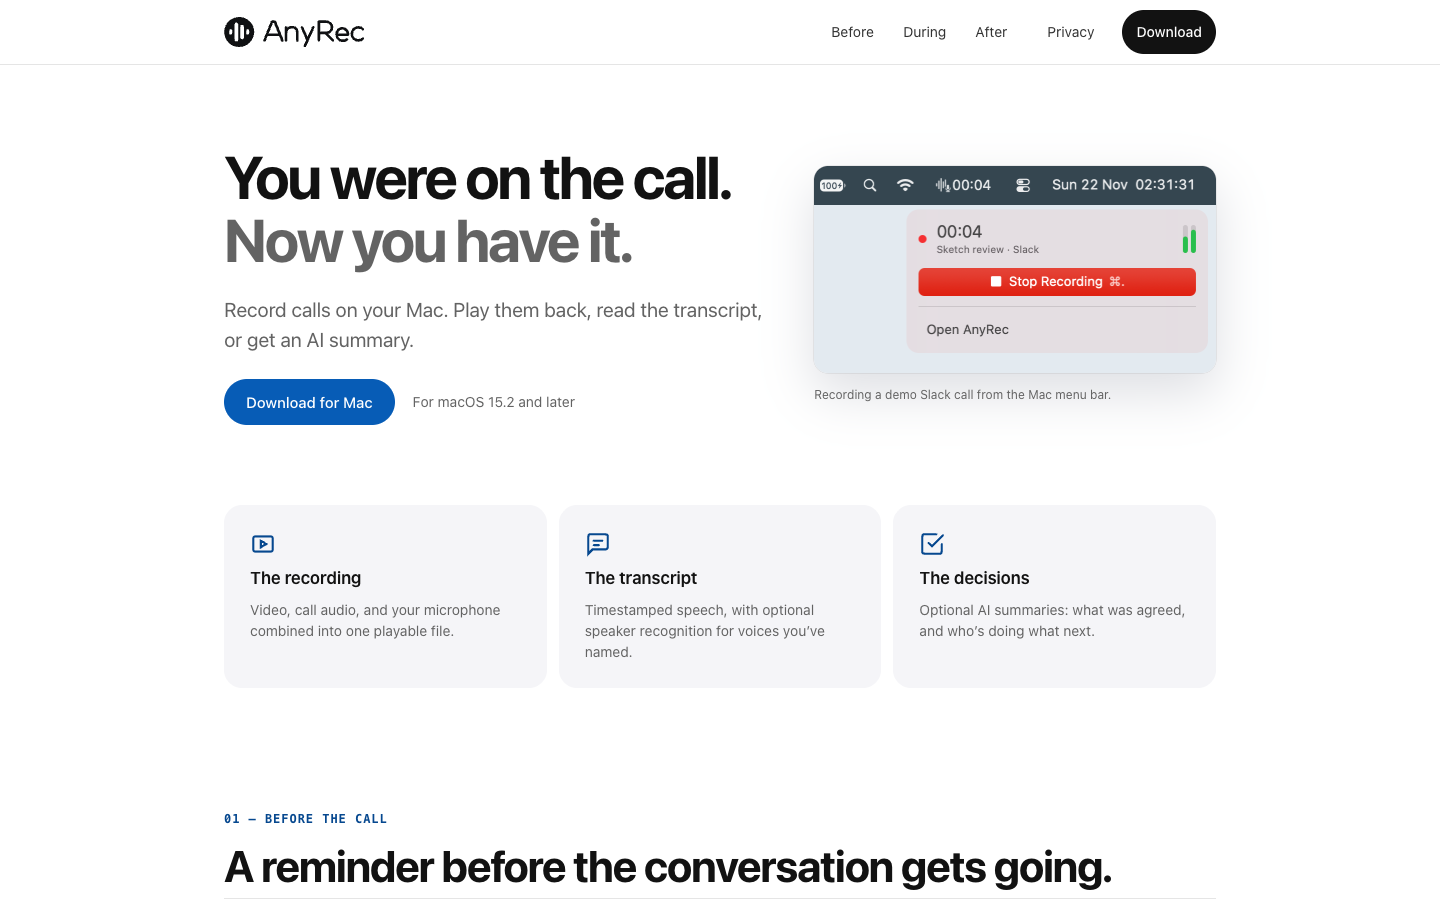 AnyRec
Before During After Privacy Download
You were on the call.
Now you have it.
Record calls on your Mac. Play them back, read the transcript,
or get an AI summary.
Download for Mac For macOS 15.2 and later
100+ 00:04 Sun 22 Nov 02:31:31
00:04
Sketch review · Slack
Stop Recording ⌘.
Open AnyRec
Recording a demo Slack call from the Mac menu bar.
The recording
Video, call audio, and your microphone
combined into one playable file.
The transcript
Timestamped speech, with optional
speaker recognition for voices you’ve
named.
The decisions
Optional AI summaries: what was agreed,
and who’s doing what next.
01 — BEFORE THE CALL
A reminder before the conversation gets going.